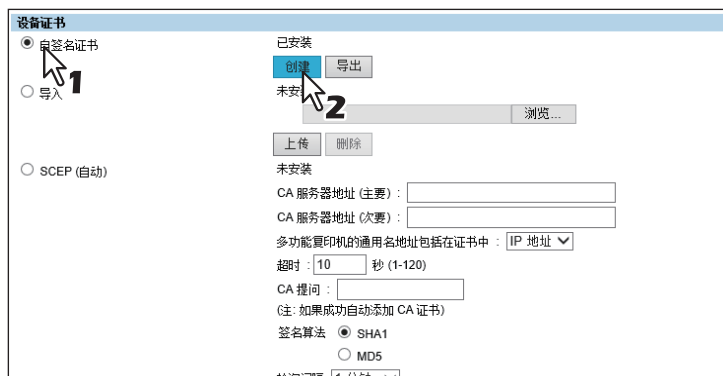 设备证书
自签名证书 已安装
创建 导出
1
导入 未安
2
浏览...
上传 删除
SCEP (自动) 未安装
CA 服务器地址 (主要) :
CA 服务器地址 (次要) :
多功能复印机的通用名地址包括在证书中 : IP 地址
超时 : 10 秒 (1-120)
CA 提问 :
(注: 如果成功自动添加 CA 证书)
签名算法 SHA1
MD5